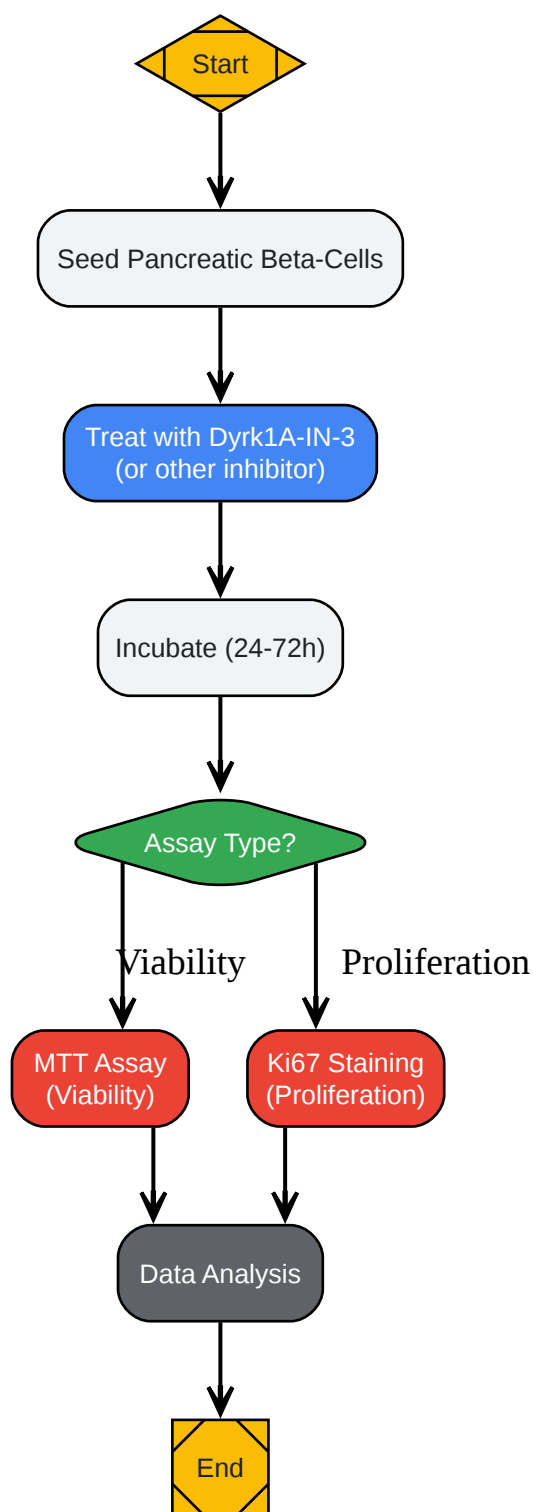 Start
Seed Pancreatic Beta-Cells
Treat with Dyrk1A-IN-3
(or other inhibitor)
Incubate (24-72h)
Assay Type?
Viability
Proliferation
MTT Assay
(Viability)
Ki67 Staining
(Proliferation)
Data Analysis
End